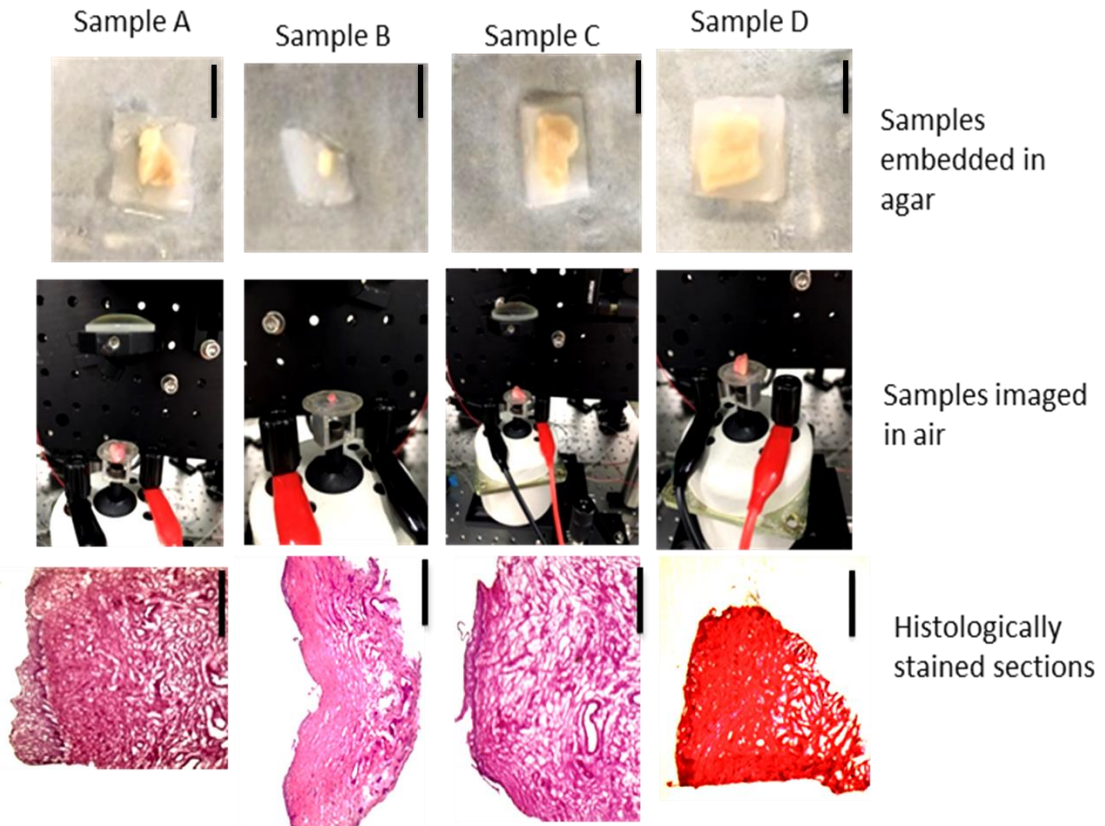 Sample A
Sample B
Sample C
Sample D
Samples
embedded in
agar
Samples imaged
in air
Histologically
stained sections